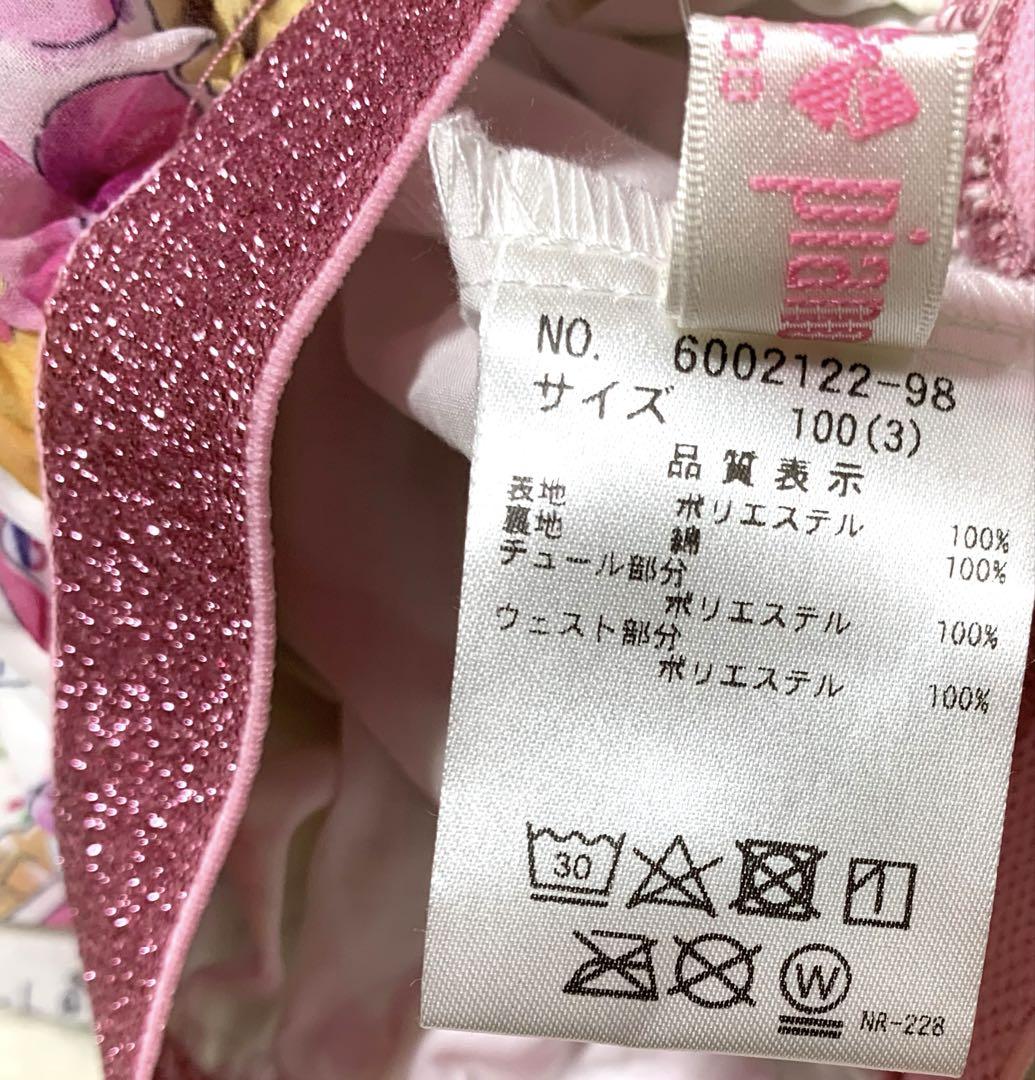 piano
NO. 6002122-98
サイズ 100(3)
品質表示
表地 ポリエステル 100%
裏地 綿 100%
チュール部分
ポリエステル 100%
ウェスト部分
ポリエステル 100%
30
W
NR-228